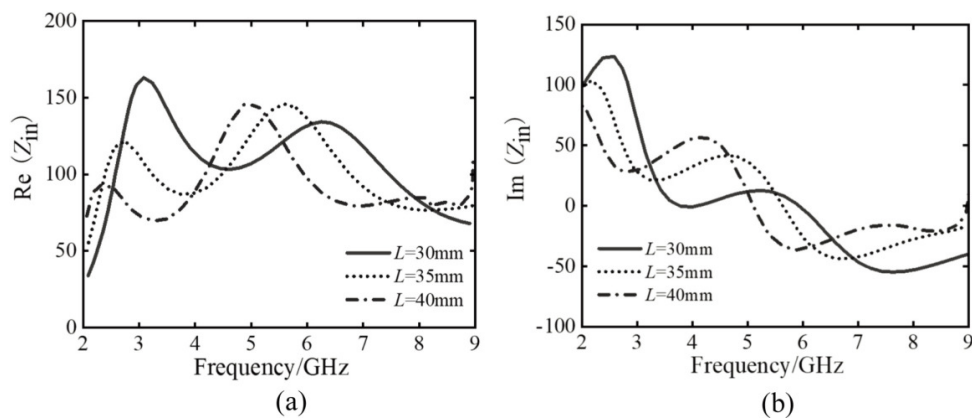 (a)
200
150
100
50
0
Re (Zin)
2 3 4 5 6 7 8 9
Frequency/GHz
L=30mm
L=35mm
L=40mm
(b)
150
100
50
0
-50
-100
Im (Zin)
2 3 4 5 6 7 8 9
Frequency/GHz
L=30mm
L=35mm
L=40mm
(a)
(b)